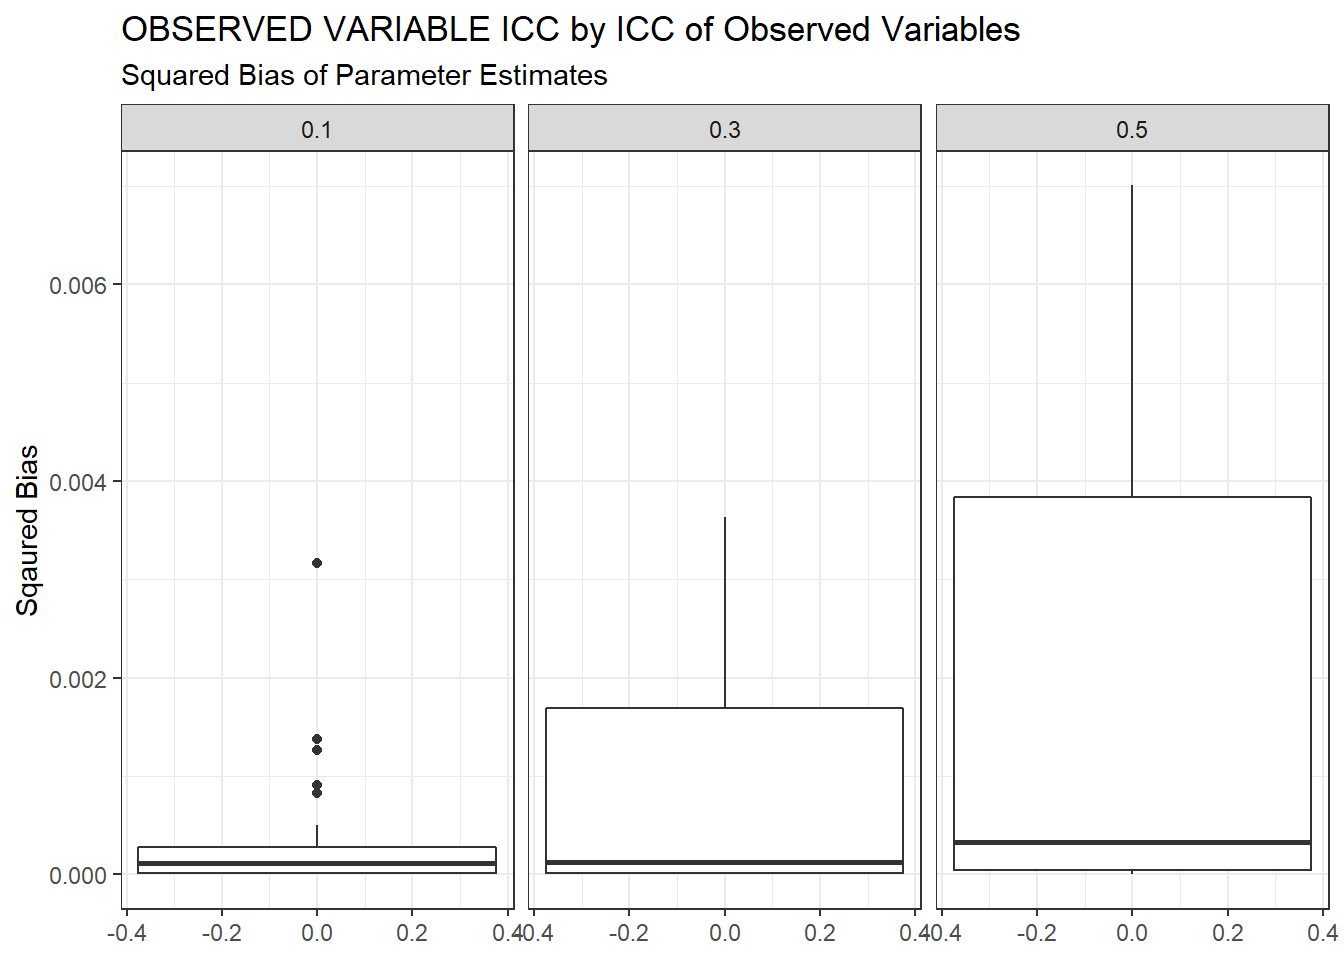 OBSERVED VARIABLE ICC by ICC of Observed Variables
Squared Bias of Parameter Estimates
0.1 0.3 0.5
Sqaured Bias
0.006
0.004
0.002
0.000
-0.4 -0.2 0.0 0.2 0.4 -0.4 -0.2 0.0 0.2 0.4 -0.4 -0.2 0.0 0.2 0.4